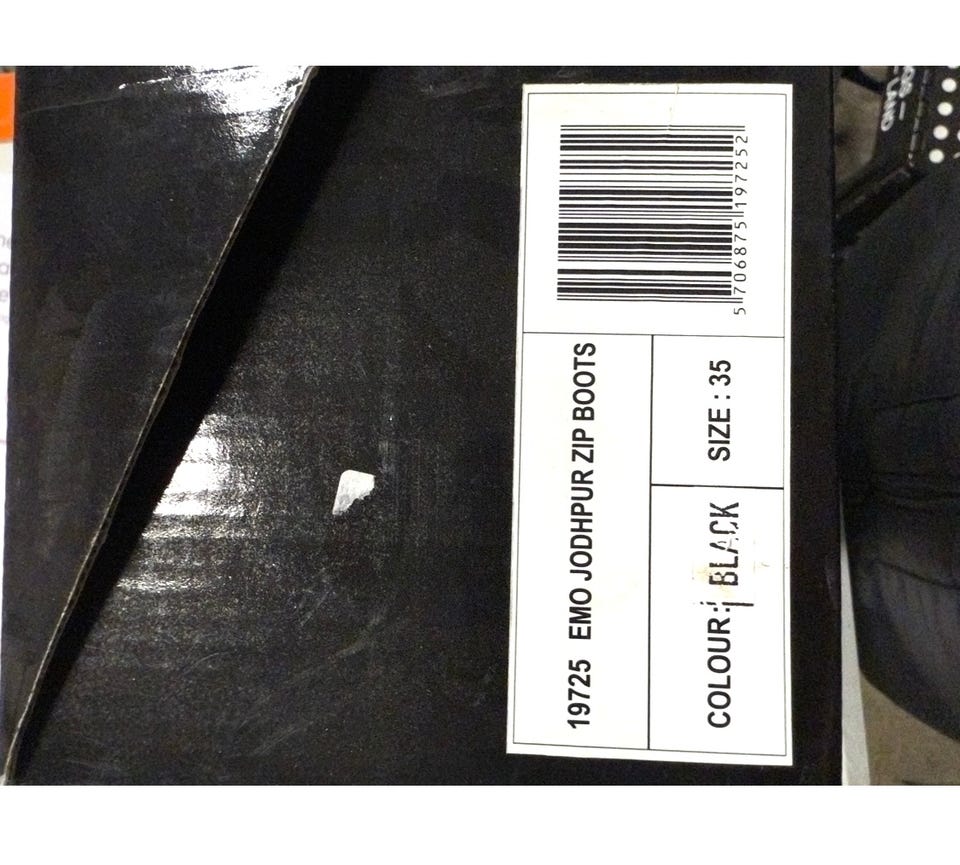 5 706875 197252
19725 EMO JODHPUR ZIP BOOTS
COLOUR: BLACK
SIZE : 35